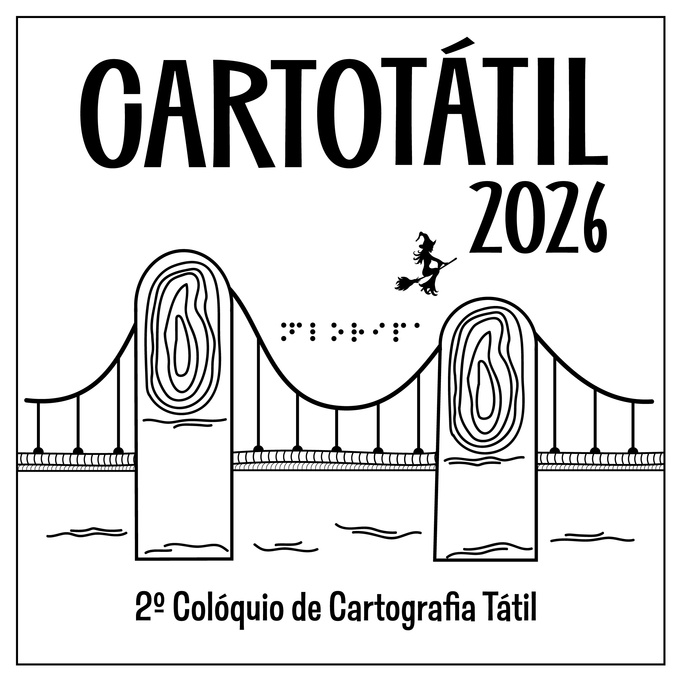 CARTOTÁTIL
2026
⠨⠋⠇⠕⠗⠊⠏⠁
2º Colóquio de Cartografia Tátil